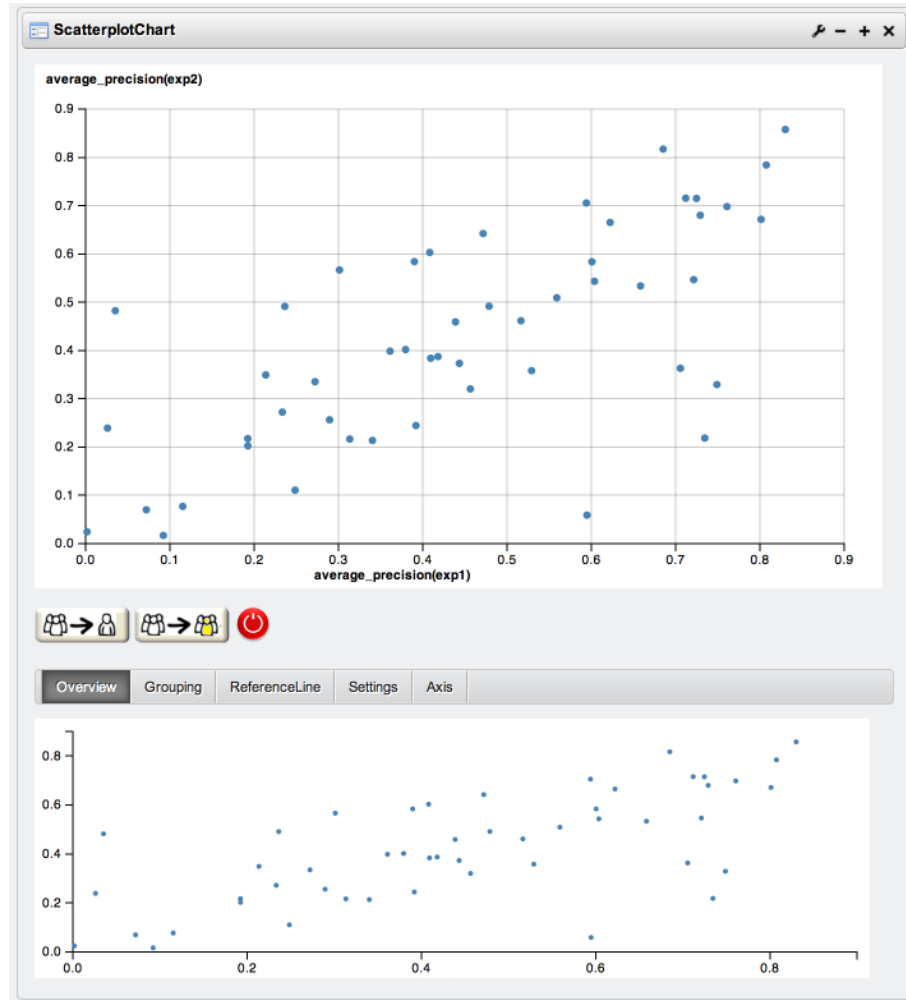 ScatterplotChart
average_precision(exp2)
0.9
0.8
0.7
0.6
0.5
0.4
0.3
0.2
0.1
0.0
0.0 0.1 0.2 0.3 0.4 0.5 0.6 0.7 0.8 0.9
average_precision(exp1)
Overview Grouping ReferenceLine Settings Axis
0.8
0.6
0.4
0.2
0.0
0.0 0.2 0.4 0.6 0.8